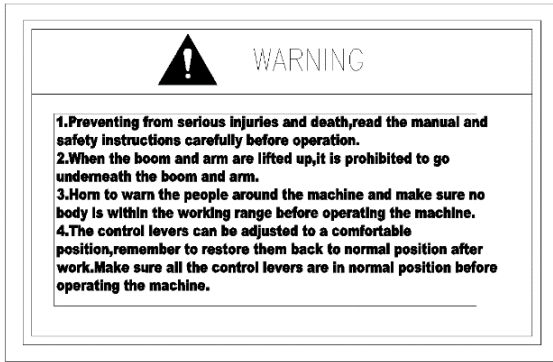 WARNING
1.Preventing from serious injuries and death,read the manual and
safety instructions carefully before operation.
2.When the boom and arm are lifted up,it is prohibited to go
underneath the boom and arm.
3.Horn to warn the people around the machine and make sure no
body is within the working range before operating the machine.
4.The control levers can be adjusted to a comfortable
position,remember to restore them back to normal position after
work.Make sure all the control levers are in normal position before
operating the machine.